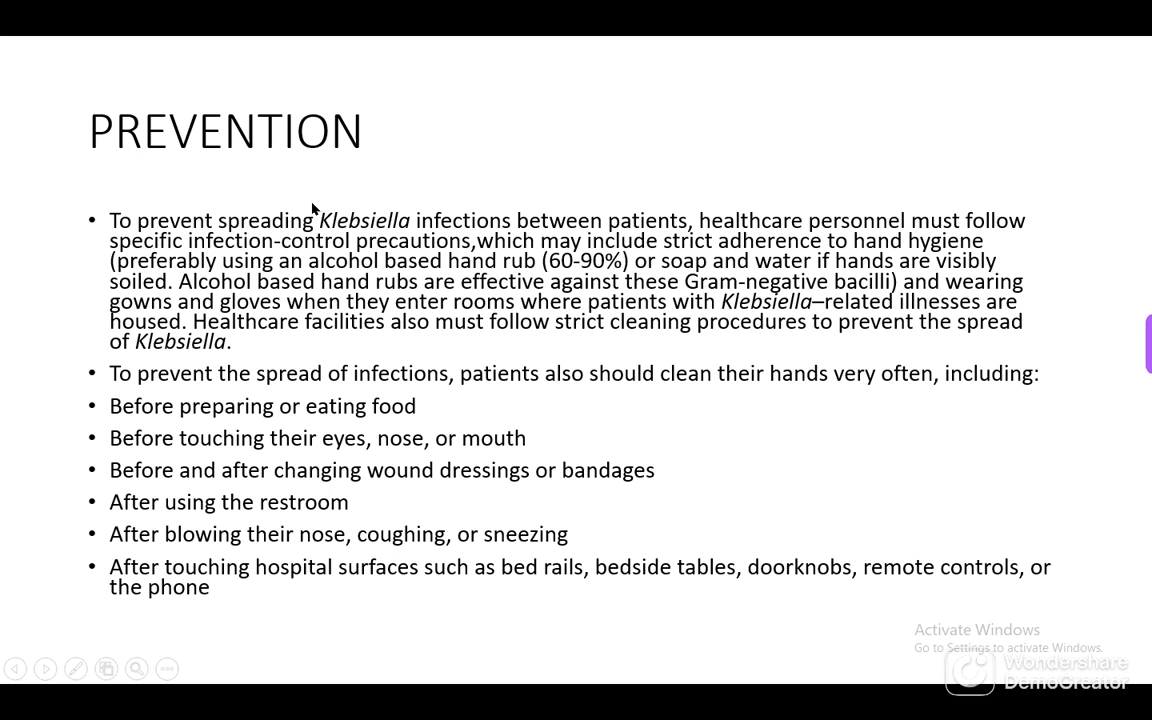 PREVENTION
• To prevent spreading Klebsiella infections between patients, healthcare personnel must follow
specific infection-control precautions,which may include strict adherence to hand hygiene
(preferably using an alcohol based hand rub (60-90%) or soap and water if hands are visibly
soiled. Alcohol based hand rubs are effective against these Gram-negative bacilli) and wearing
gowns and gloves when they enter rooms where patients with Klebsiella–related illnesses are
housed. Healthcare facilities also must follow strict cleaning procedures to prevent the spread
of Klebsiella.
• To prevent the spread of infections, patients also should clean their hands very often, including:
• Before preparing or eating food
• Before touching their eyes, nose, or mouth
• Before and after changing wound dressings or bandages
• After using the restroom
• After blowing their nose, coughing, or sneezing
• After touching hospital surfaces such as bed rails, bedside tables, doorknobs, remote controls, or
the phone
Activate Windows
Go to Settings to activate Windows.
Wondershare
DemoCreator